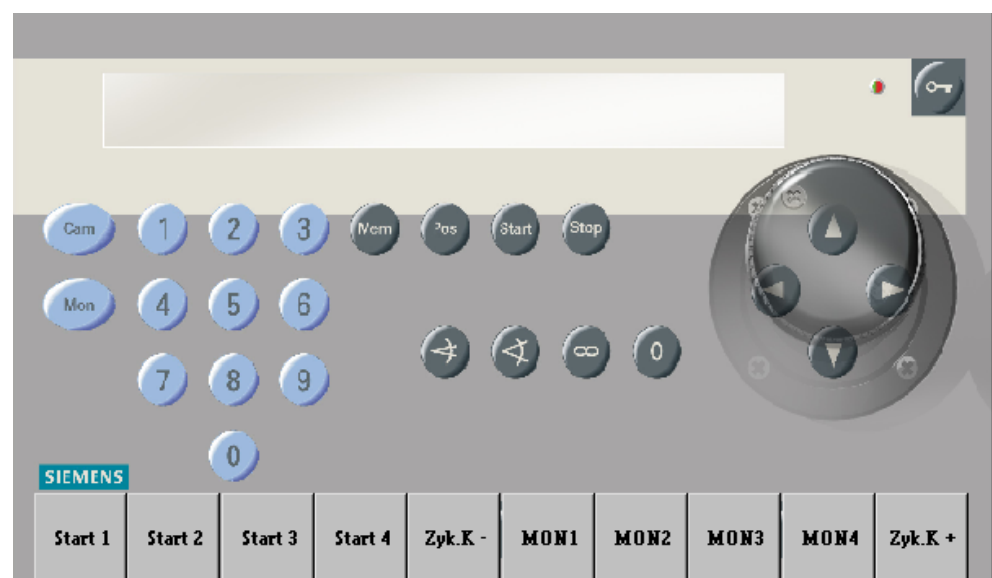 Cam 1 2 3 Mem Pos Start Stop
Mon 4 5 6
7 8 9 0
0
SIEMENS
Start 1 Start 2 Start 3 Start 4 Zyk.K - MON1 MON2 MON3 MON4 Zyk.K +